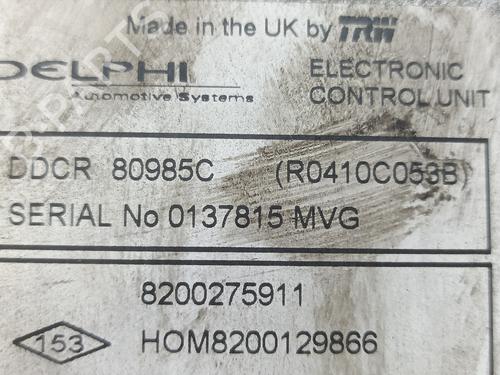 Made in the UK by TRW
DELPHI
Automotive Systems
ELECTRONIC
CONTROL UNIT
DDCR 80985C (R0410C053B)
SERIAL No 0137815 MVG
8200275911
153
HOM8200129866